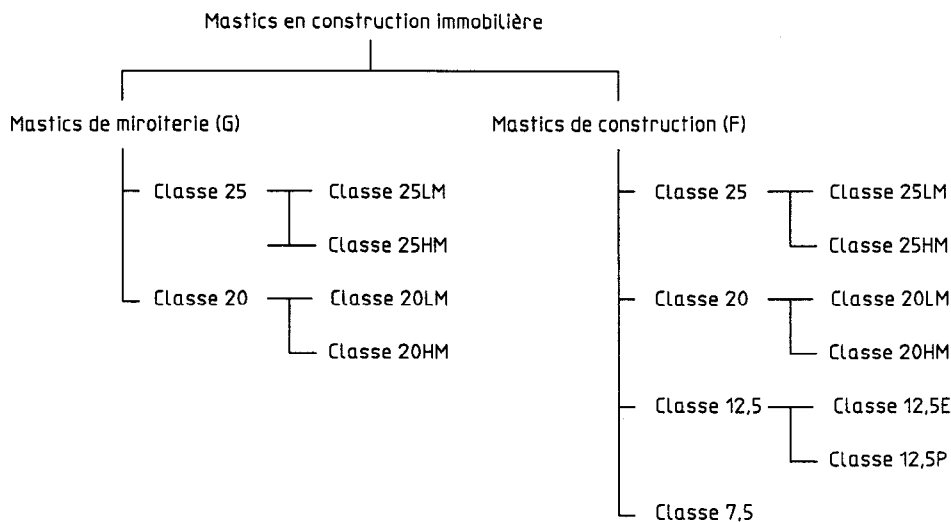 Mastics en construction immobilière
Mastics de miroiterie (G)
Classe 25
Classe 25LM
Classe 25HM
Classe 20
Classe 20LM
Classe 20HM
Mastics de construction (F)
Classe 25
Classe 25LM
Classe 25HM
Classe 20
Classe 20LM
Classe 20HM
Classe 12,5
Classe 12,5E
Classe 12,5P
Classe 7,5